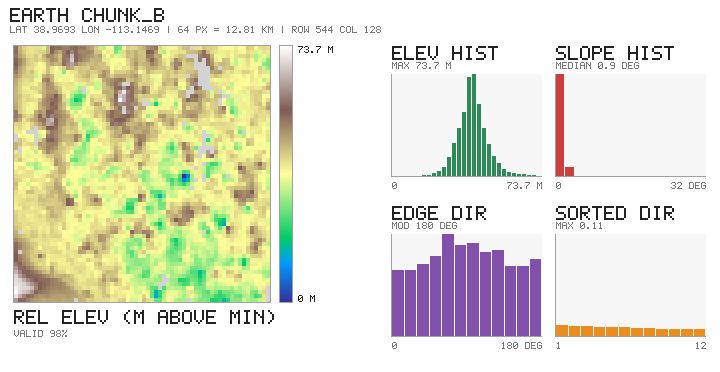 EARTH CHUNK_B
LAT 38.9693 LON -113.1469 | 64 PX = 12.81 KM | ROW 544 COL 128
73.7 M
0 M
REL ELEV (M ABOVE MIN)
VALID 98%
ELEV HIST
MAX 73.7 M
0 73.7 M
SLOPE HIST
MEDIAN 0.9 DEG
0 32 DEG
EDGE DIR
MOD 180 DEG
0 180 DEG
SORTED DIR
MAX 0.11
1 12